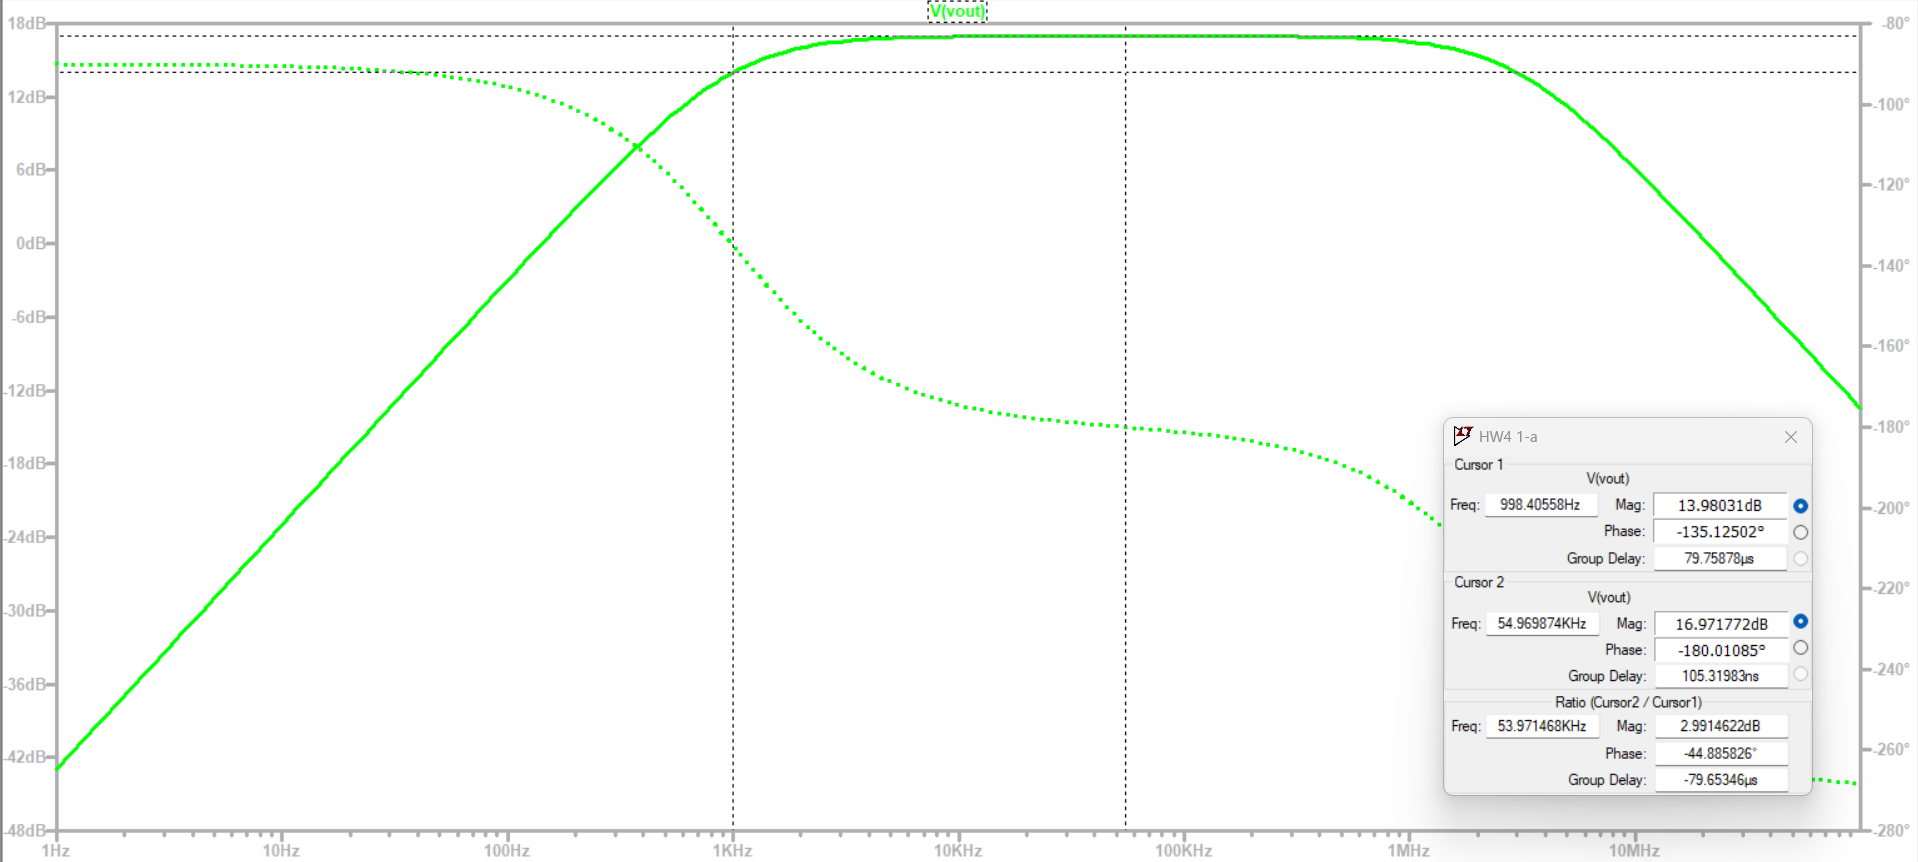 V(vout)
18dB
12dB
6dB
0dB
-6dB
-12dB
-18dB
-24dB
-30dB
-36dB
-42dB
-48dB
-80°
-100°
-120°
-140°
-160°
-180°
-200°
-220°
-240°
-260°
-280°
1Hz 10Hz 100Hz 1KHz 10KHz 100KHz 1MHz 10MHz
HW4 1-a
Cursor 1
V(vout)
Freq: 998.40558Hz Mag: 13.98031dB
Phase: -135.12502°
Group Delay: 79.75878µs
Cursor 2
V(vout)
Freq: 54.969874KHz Mag: 16.971772dB
Phase: -180.01085°
Group Delay: 105.31983ns
Ratio (Cursor2 / Cursor1)
Freq: 53.971468KHz Mag: 2.9914622dB
Phase: -44.885826°
Group Delay: -79.65346µs